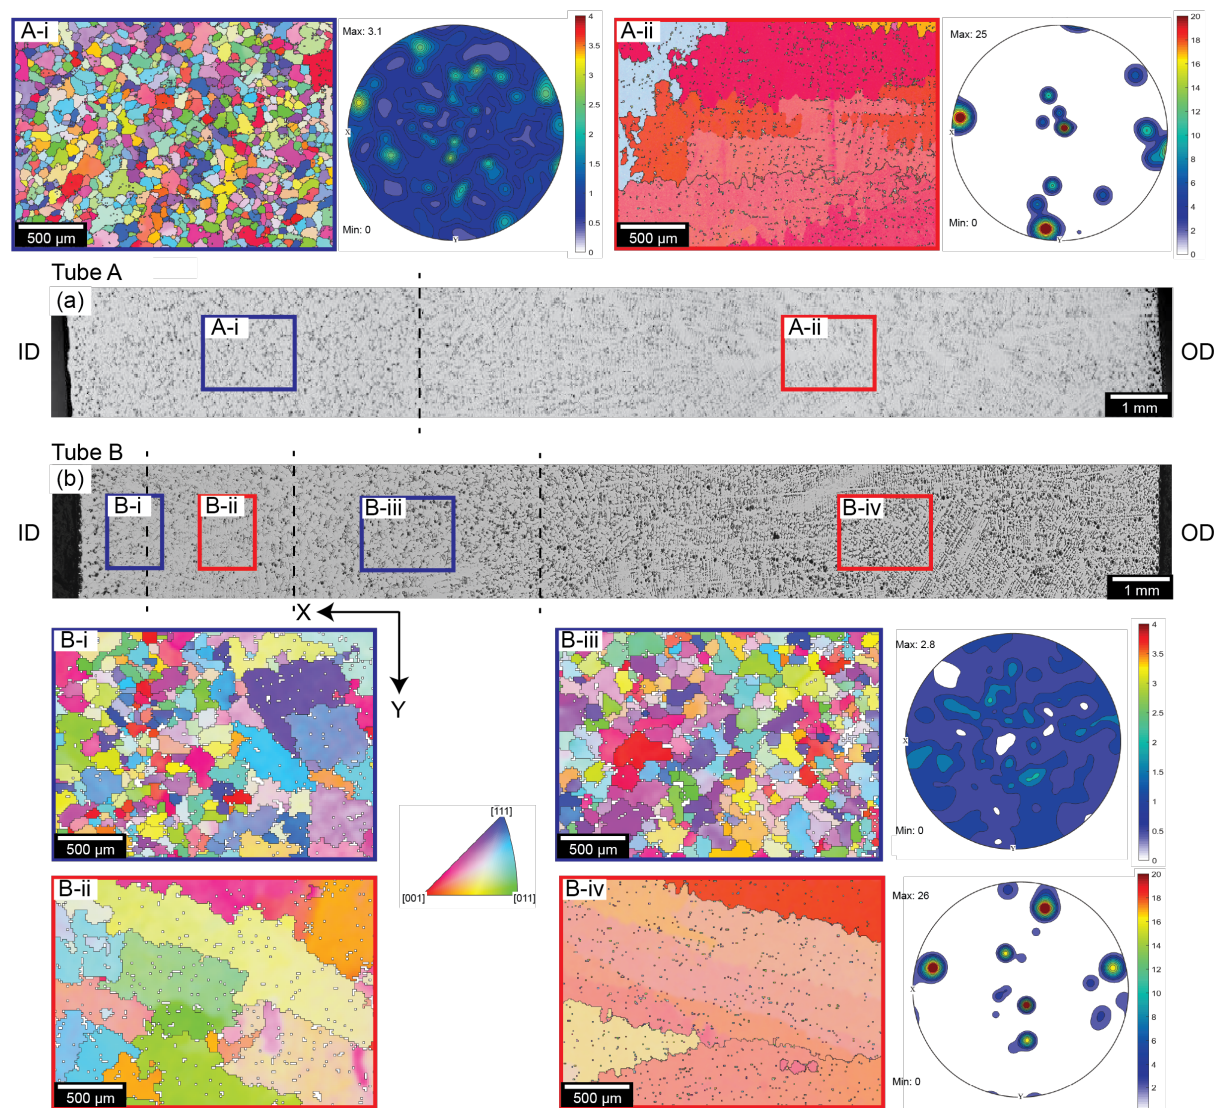 A-i
500 µm
Max: 3.1
X
Y
Min: 0
4
3.5
3
2.5
2
1.5
1
0.5
0
A-ii
500 µm
Max: 25
X
Y
Min: 0
20
18
16
14
12
10
8
6
4
2
0
Tube A
(a)
ID
A-i
A-ii
OD
1 mm
Tube B
(b)
ID
B-i
B-ii
B-iii
B-iv
OD
1 mm
X
Y
B-i
500 µm
B-iii
500 µm
Max: 2.8
X
Y
Min: 0
4
3.5
3
2.5
2
1.5
1
0.5
0
[111]
[001]
[011]
B-ii
500 µm
B-iv
500 µm
Max: 26
X
Y
Min: 0
20
18
16
14
12
10
8
6
4
2